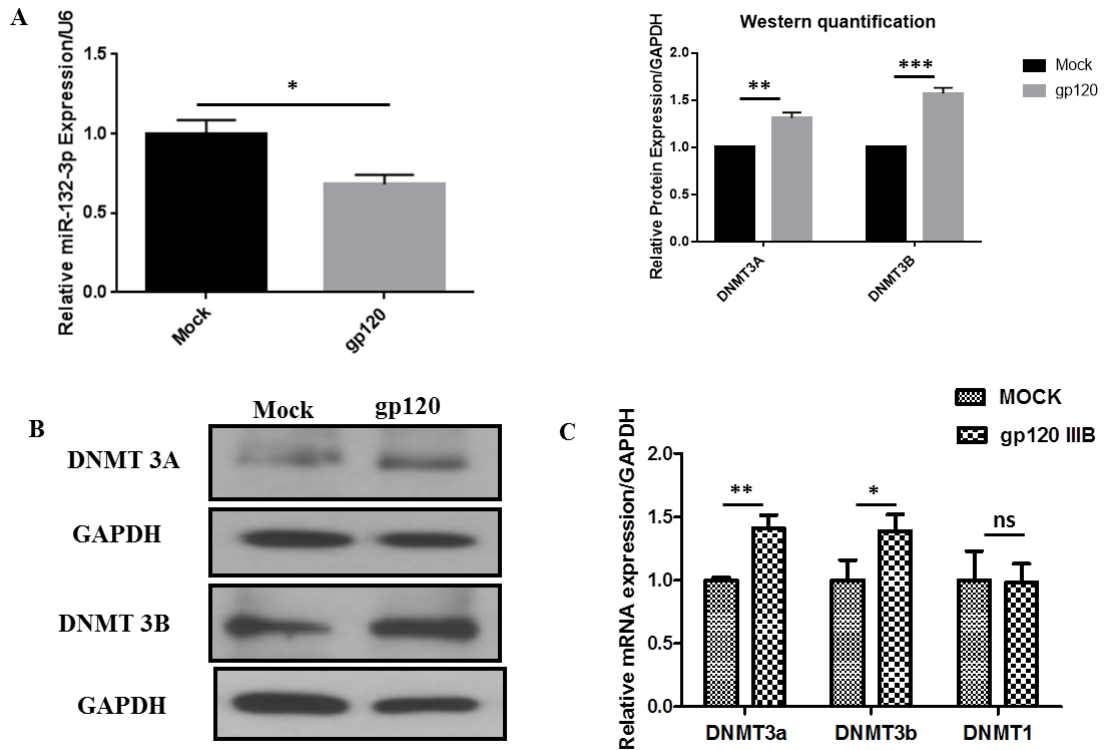 A
Relative miR-132-3p Expression/U6
1.5
1.0
0.5
0.0
*
Mock
gp120
Western quantification
Relative Protein Expression/GAPDH
2.0
1.5
1.0
0.5
0.0
**
***
DNMT3A
DNMT3B
Mock
gp120
B
Mock gp120
DNMT 3A
GAPDH
DNMT 3B
GAPDH
C
MOCK
gp120 IIIB
Relative mRNA expression/GAPDH
2.0
1.5
1.0
0.5
0.0
**
*
ns
DNMT3a DNMT3b DNMT1